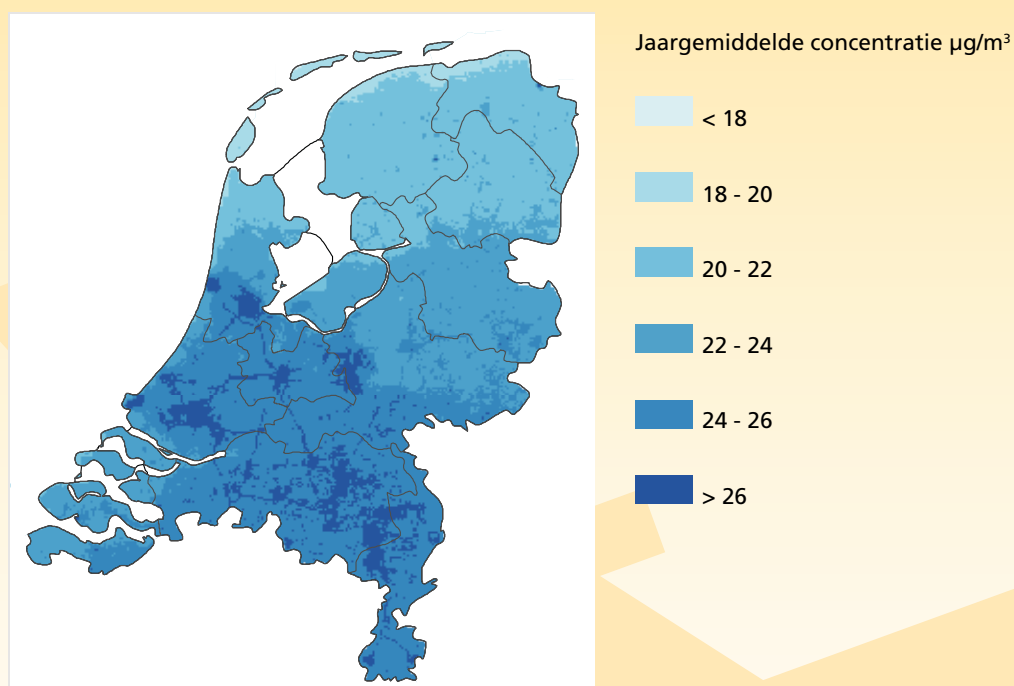 Jaargemiddelde concentratie µg/m³
< 18
18 - 20
20 - 22
22 - 24
24 - 26
> 26